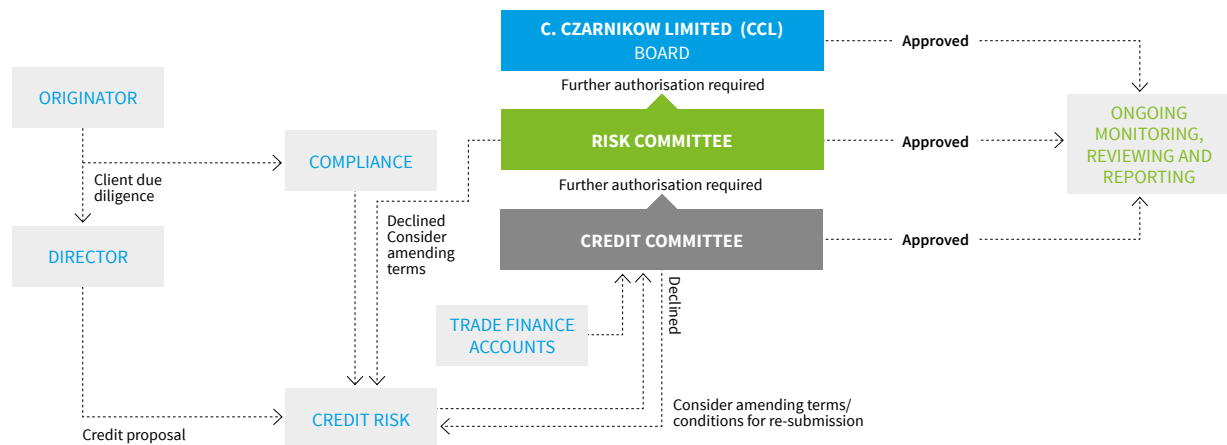 C. CZARNIKOW LIMITED (CCL)
BOARD
Approved
Further authorisation required
ORIGINATOR
RISK COMMITTEE
Approved
ONGOING
MONITORING,
REVIEWING AND
REPORTING
COMPLIANCE
Client due
diligence
Further authorisation required
Declined
Consider
amending
terms
DIRECTOR
CREDIT COMMITTEE
Approved
Declined
TRADE FINANCE
ACCOUNTS
CREDIT RISK
Consider amending terms/
conditions for re-submission
Credit proposal